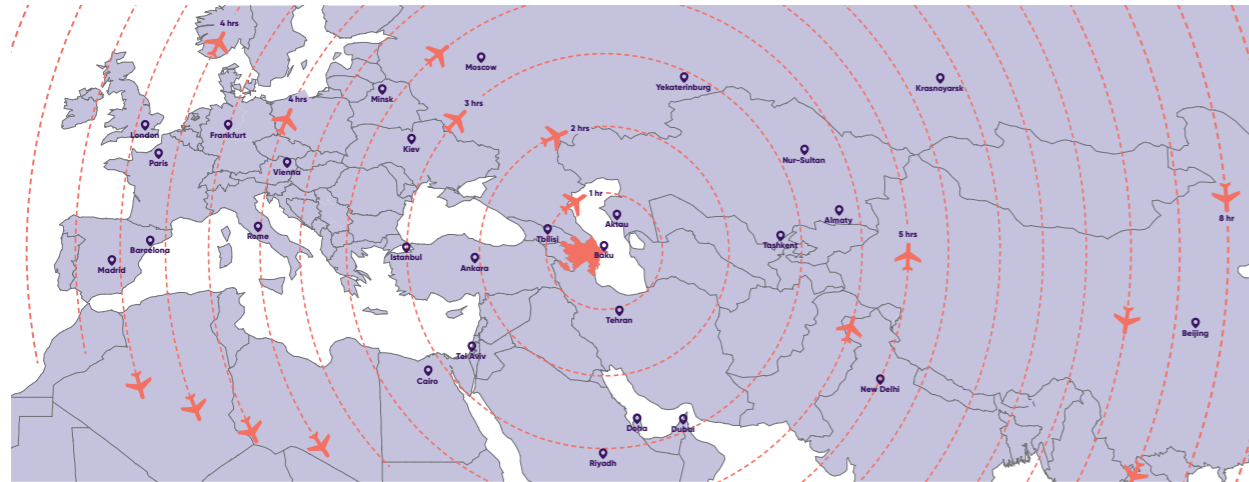 4 hrs
Moscow
Yekaterinburg
Krasnoyarsk
Minsk
4 hrs
3 hrs
London
Frankfurt
2 hrs
Kiev
Paris
Vienna
Nur-Sultan
1 hr
8 hr
Aktau
Almaty
Rome
Tbilisi
5 hrs
Barcelona
Istanbul
Tashkent
Baku
Madrid
Ankara
Tehran
Beijing
Tel Aviv
Cairo
New Delhi
Doha
Dubai
Riyadh